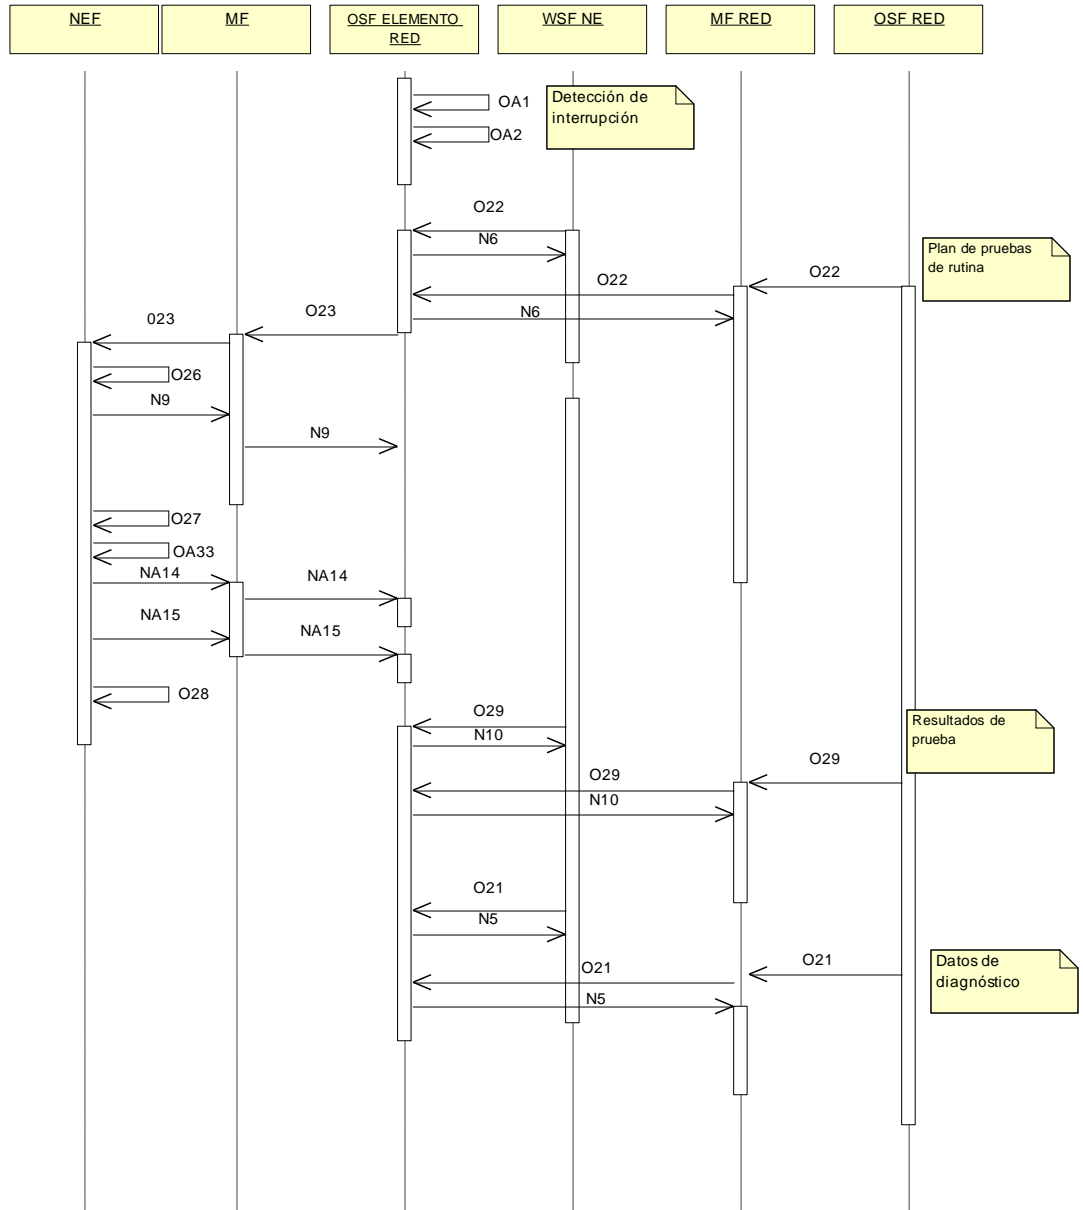 NEF
MF
OSF ELEMENTO
RED
WSF NE
MF RED
OSF RED
OA1
Detección de
interrupción
OA2
O22
N6
Plan de pruebas
de rutina
O22
O22
N6
O23
023
O26
N9
N9
O27
OA33
NA14
NA14
NA15
NA15
O28
O29
N10
Resultados de
prueba
O29
O29
N10
O21
N5
Datos de
diagnóstico
O21
O21
N5